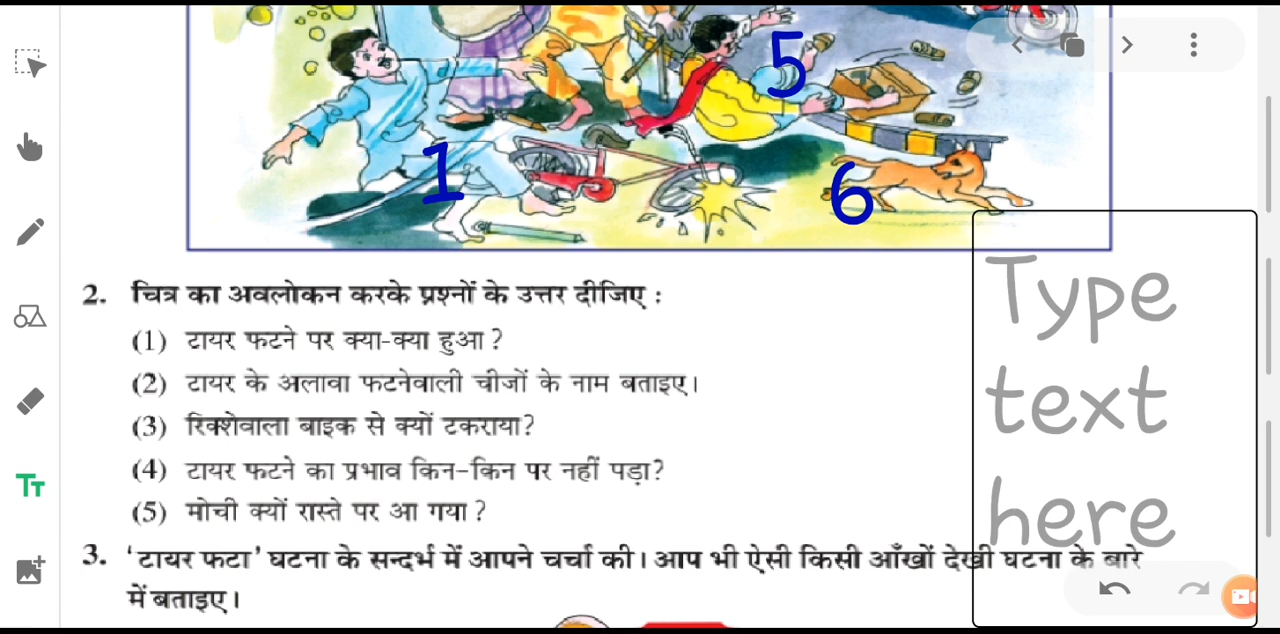 5
1
6
2. चित्र का अवलोकन करके प्रश्नों के उत्तर दीजिए :
(1) टायर फटने पर क्या-क्या हुआ ?
(2) टायर के अलावा फटनेवाली चीजों के नाम बताइए।
(3) रिक्शेवाला बाइक से क्यों टकराया?
(4) टायर फटने का प्रभाव किन-किन पर नहीं पड़ा?
(5) मोची क्यों रास्ते पर आ गया ?
3. 'टायर फटा' घटना के सन्दर्भ में आपने चर्चा की। आप भी ऐसी किसी आँखों देखी घटना के बारे
में बताइए।
Type
text
here
TT